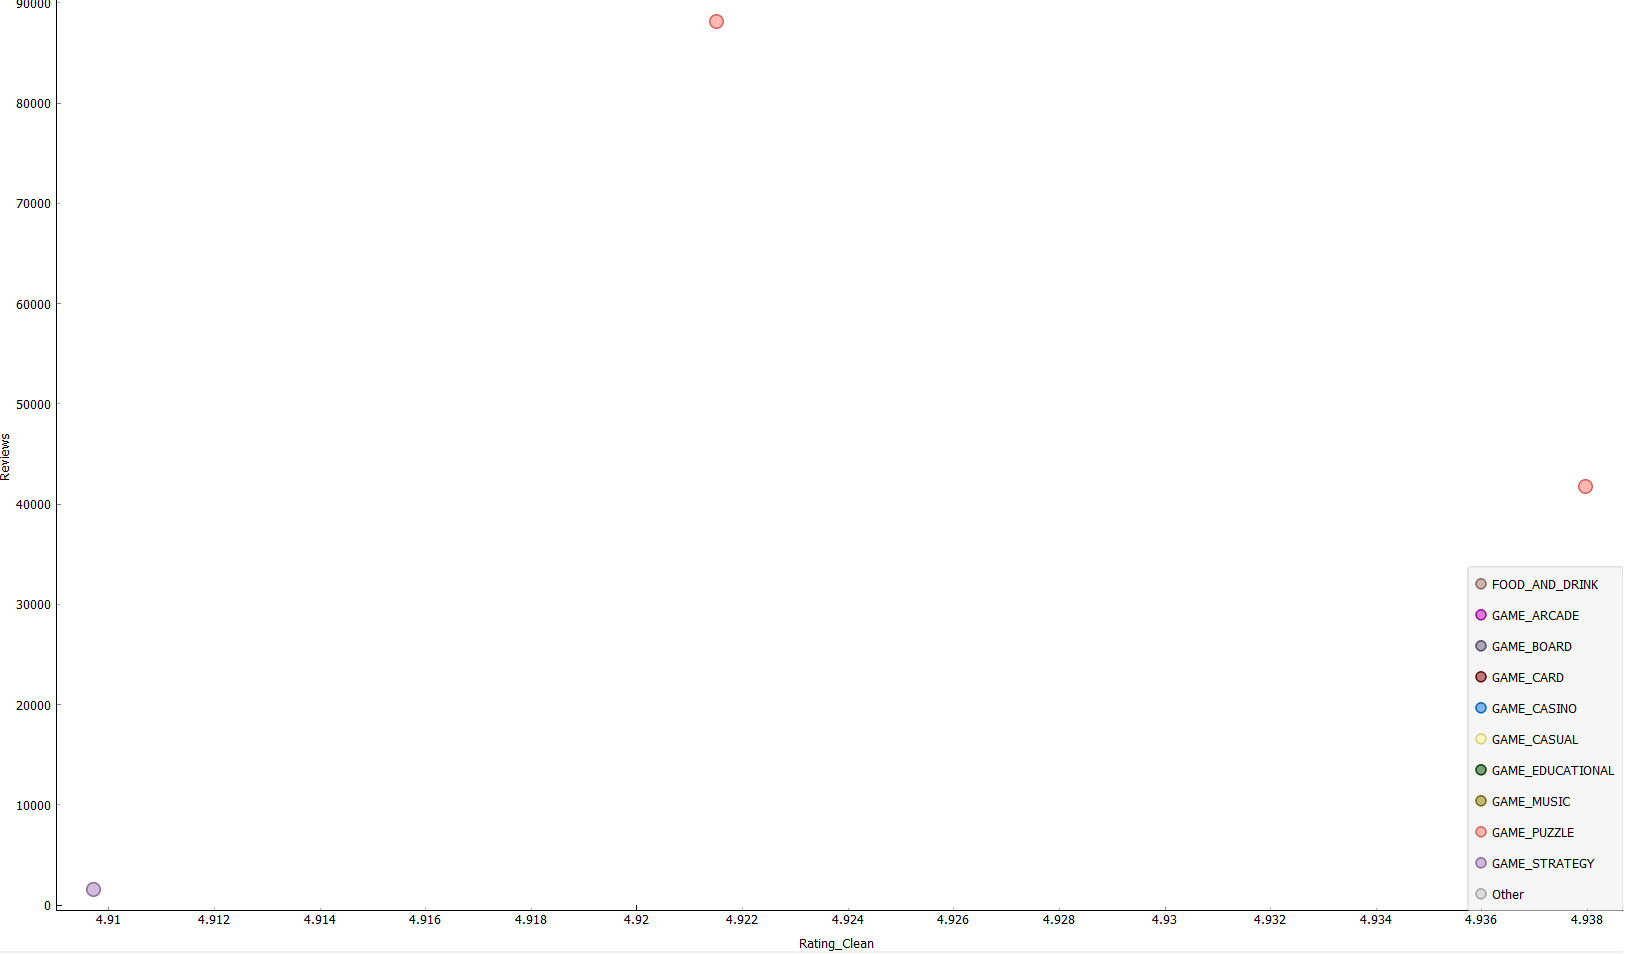 90000
80000
70000
60000
50000
40000
30000
20000
10000
0
Reviews
4.91 4.912 4.914 4.916 4.918 4.92 4.922 4.924 4.926 4.928 4.93 4.932 4.934 4.936 4.938
Rating_Clean
FOOD_AND_DRINK
GAME_ARCADE
GAME_BOARD
GAME_CARD
GAME_CASINO
GAME_CASUAL
GAME_EDUCATIONAL
GAME_MUSIC
GAME_PUZZLE
GAME_STRATEGY
Other